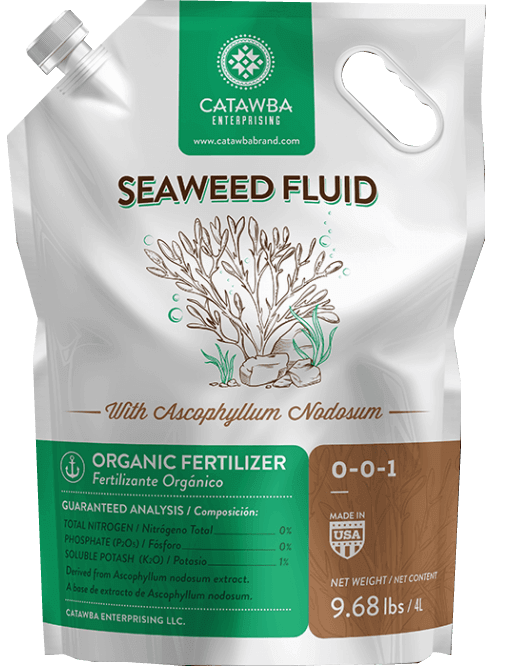 CATAWBA
ENTERPRISING
www.catawbabrand.com
SEAWEED FLUID
With Ascophyllum Nodosum
ORGANIC FERTILIZER
Fertilizante Orgánico
GUARANTEED ANALYSIS / Composición:
TOTAL NITROGEN / Nitrógeno Total 0%
PHOSPHATE (P₂O₅) / Fósforo 0%
SOLUBLE POTASH (K₂O) / Potasio 1%
Derived from Ascophyllum nodosum extract.
A base de extracto de Ascophyllum nodosum.
CATAWBA ENTERPRISING LLC.
0-0-1
MADE IN
USA
NET WEIGHT / NET CONTENT
9.68 lbs / 4L